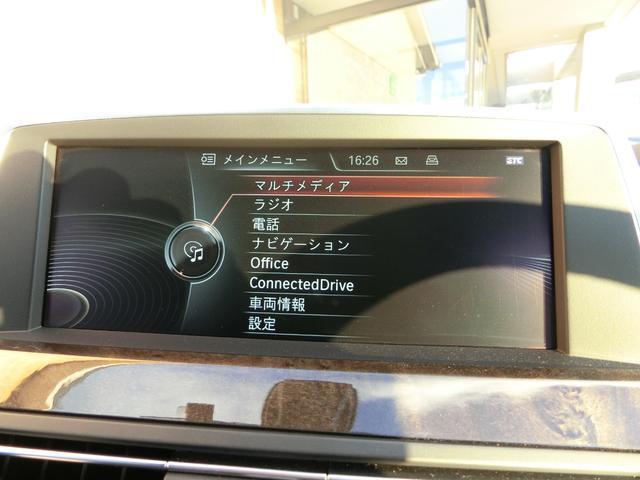 メインメニュー 16:26 ETC
マルチメディア
ラジオ
電話
ナビゲーション
Office
ConnectedDrive
車両情報
設定